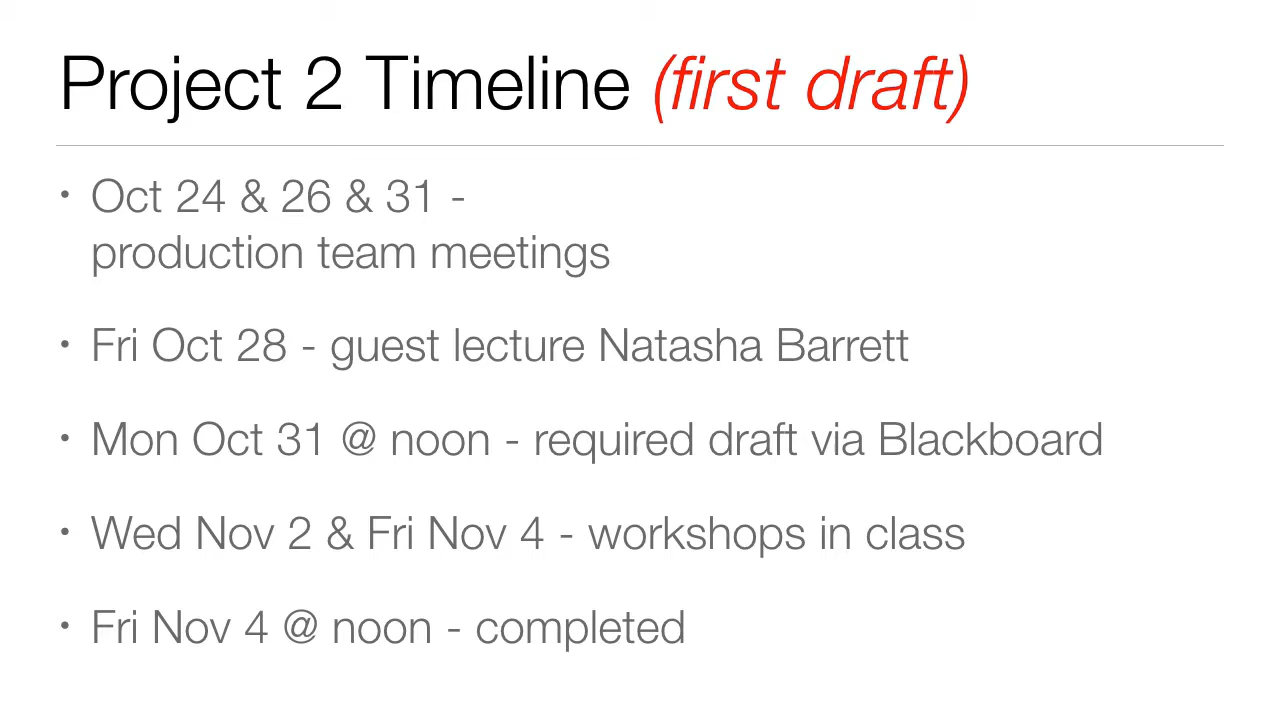 Project 2 Timeline (first draft)
• Oct 24 & 26 & 31 -
production team meetings
• Fri Oct 28 - guest lecture Natasha Barrett
• Mon Oct 31 @ noon - required draft via Blackboard
• Wed Nov 2 & Fri Nov 4 - workshops in class
• Fri Nov 4 @ noon - completed